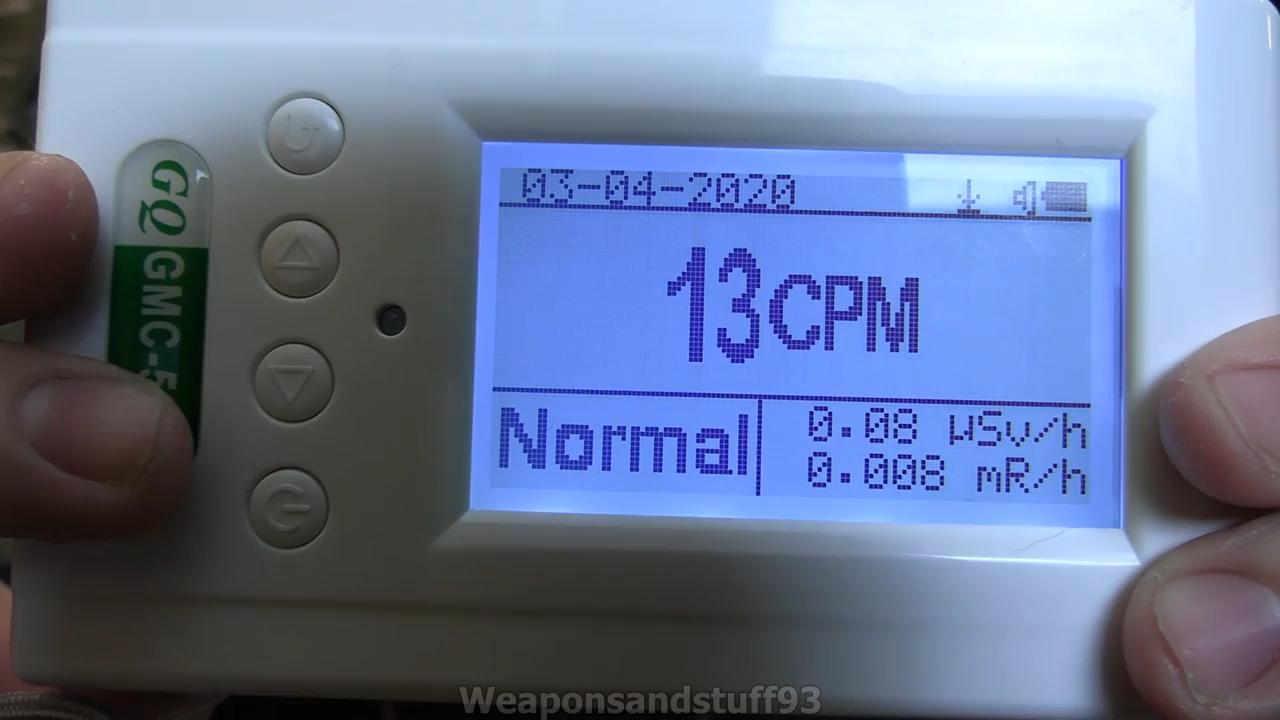 GQ GMC-5
03-04-2020
13CPM
Normal
0.08 µSv/h
0.008 mR/h
Weaponsandstuff93